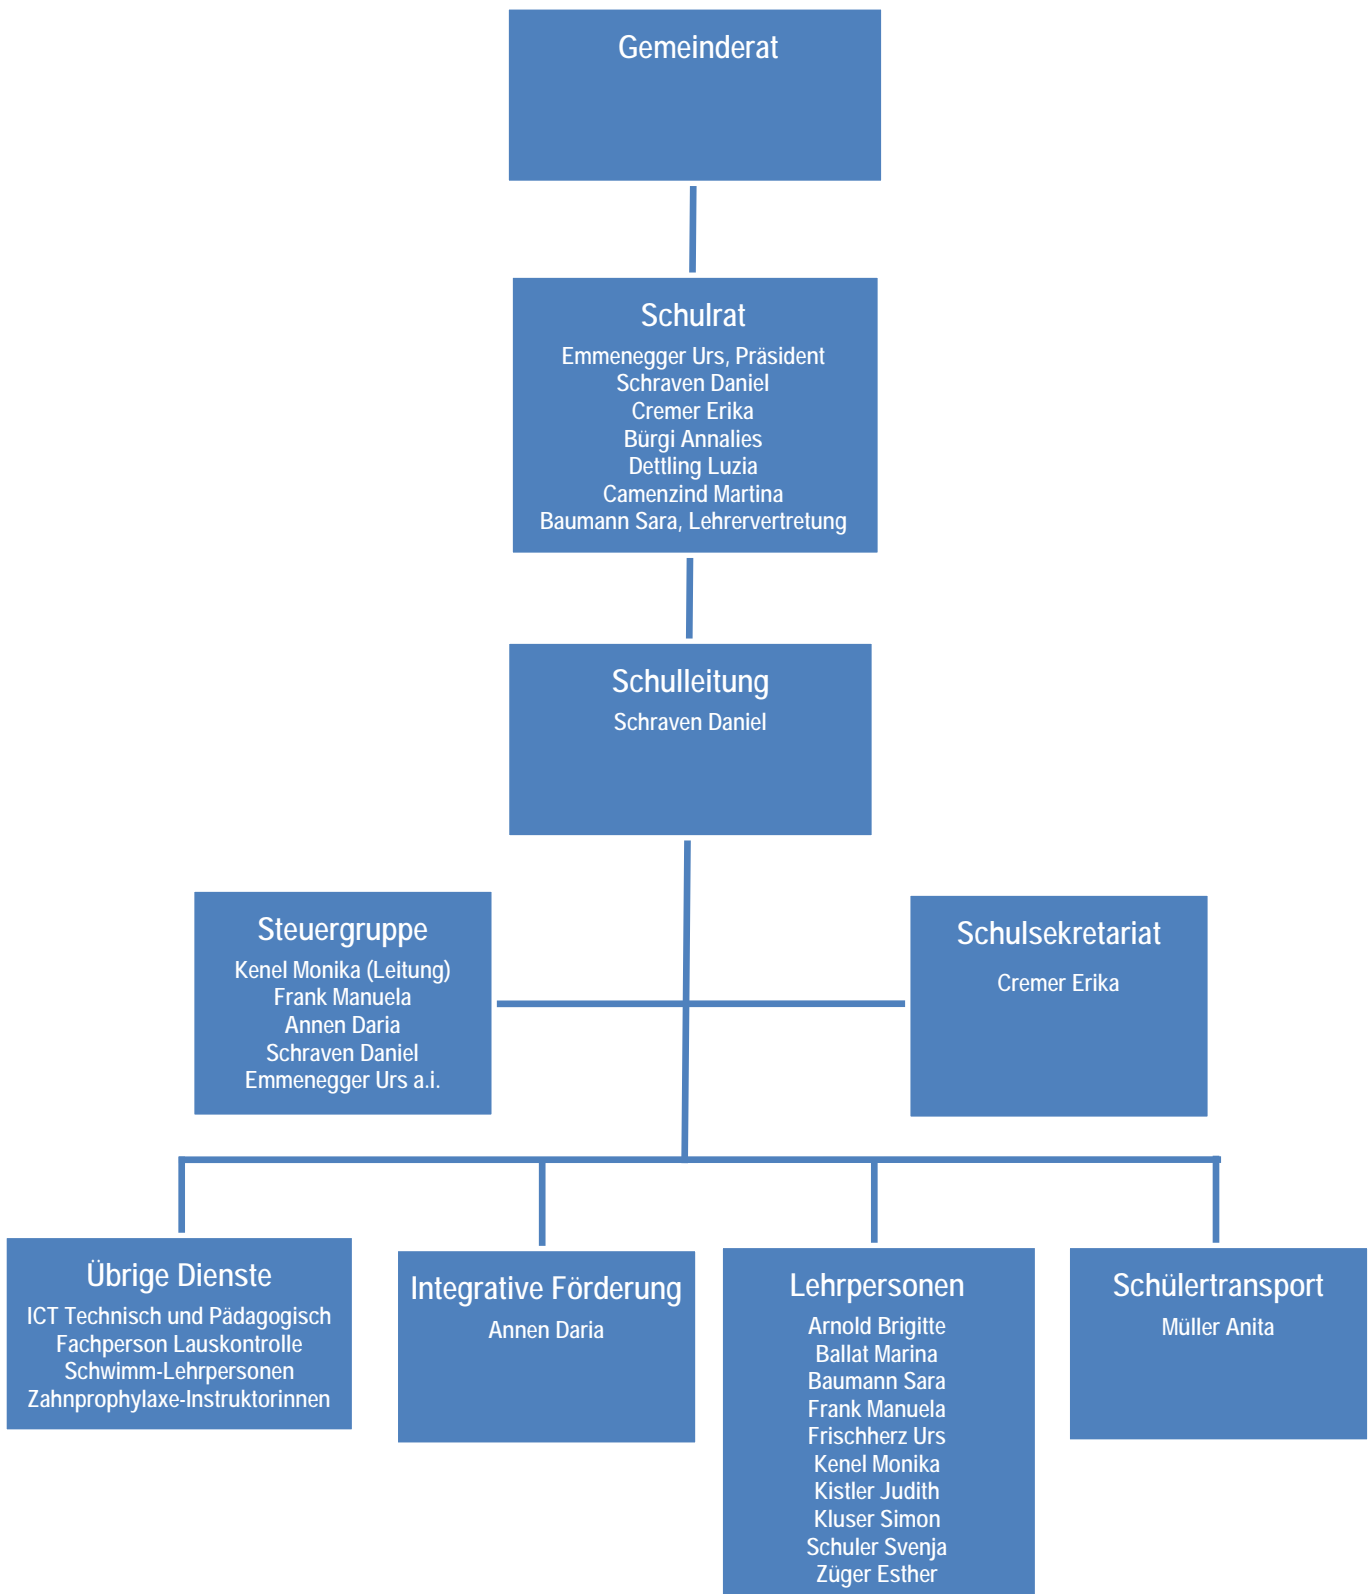 Gemeinderat
Schulrat
Emmenegger Urs, Präsident
Schraven Daniel
Cremer Erika
Bürgi Annalies
Dettling Luzia
Camenzind Martina
Baumann Sara, Lehrervertretung
Schulleitung
Schraven Daniel
Steuergruppe
Kenel Monika (Leitung)
Frank Manuela
Annen Daria
Schraven Daniel
Emmenegger Urs a.i.
Schulsekretariat
Cremer Erika
Übrige Dienste
ICT Technisch und Pädagogisch
Fachperson Lauskontrolle
Schwimm-Lehrpersonen
Zahnprophylaxe-Instruktorinnen
Integrative Förderung
Annen Daria
Lehrpersonen
Arnold Brigitte
Ballat Marina
Baumann Sara
Frank Manuela
Frischherz Urs
Kenel Monika
Kistler Judith
Kluser Simon
Schuler Svenja
Züger Esther
Schülertransport
Müller Anita